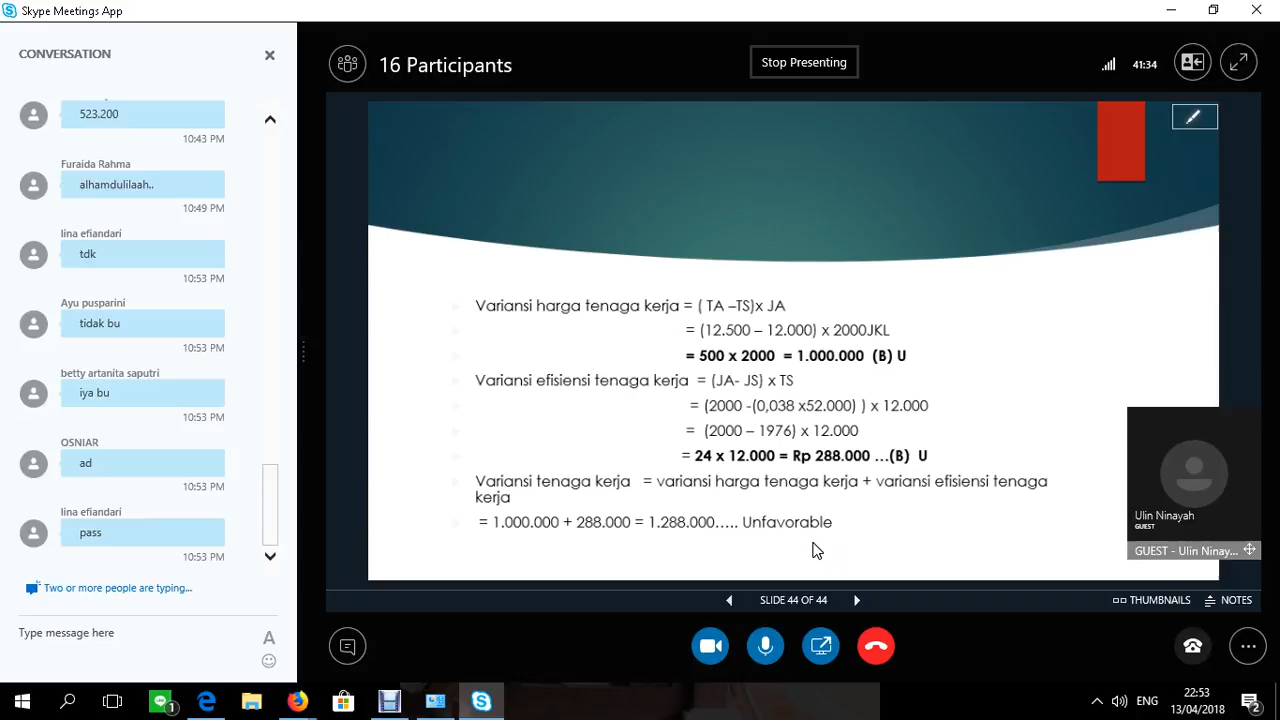 Skype Meetings App
CONVERSATION
523.200
10:43 PM
Furaida Rahma
alhamdulilaah..
10:49 PM
lina efiandari
tdk
10:53 PM
Ayu pusparini
tidak bu
10:53 PM
betty artanita saputri
iya bu
10:53 PM
OSNIAR
ad
10:53 PM
lina efiandari
pass
10:53 PM
Two or more people are typing...
Type message here
16 Participants
Stop Presenting
41:34
Variansi harga tenaga kerja = ( TA –TS)x JA
= (12.500 – 12.000) x 2000JKL
= 500 x 2000 = 1.000.000 (B) U
Variansi efisiensi tenaga kerja = (JA- JS) x TS
= (2000 -(0,038 x52.000) ) x 12.000
= (2000 – 1976) x 12.000
= 24 x 12.000 = Rp 288.000 …(B) U
Variansi tenaga kerja = variansi harga tenaga kerja + variansi efisiensi tenaga
kerja
= 1.000.000 + 288.000 = 1.288.000….. Unfavorable
Ulin Ninayah
GUEST
GUEST - Ulin Ninay...
SLIDE 44 OF 44
THUMBNAILS
NOTES
1
ENG
22:53
13/04/2018
2